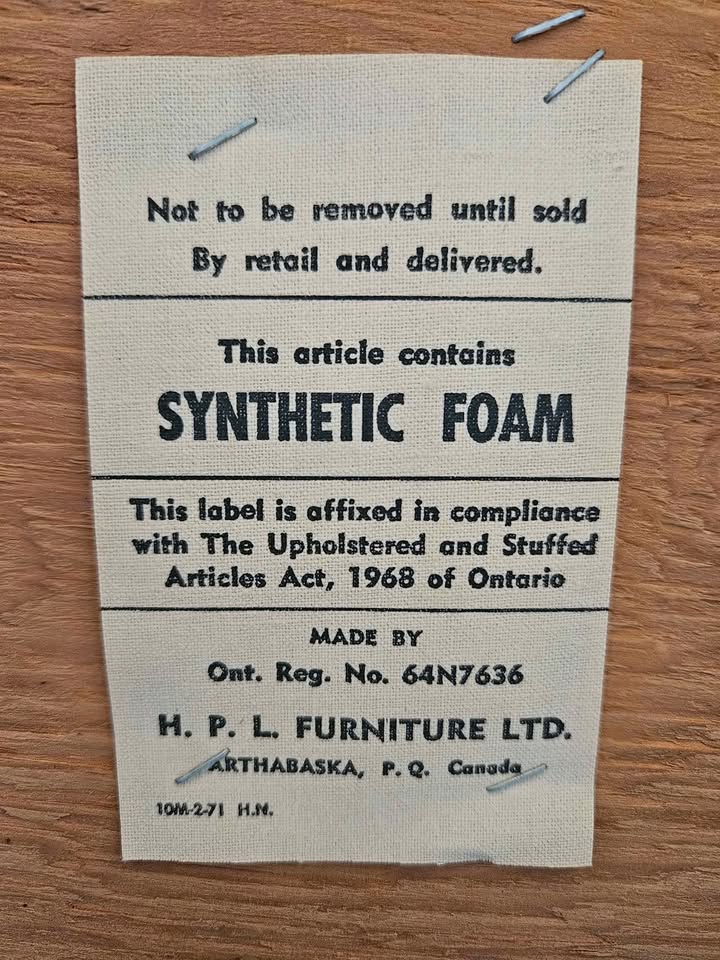 Not to be removed until sold
By retail and delivered.
This article contains
SYNTHETIC FOAM
This label is affixed in compliance
with The Upholstered and Stuffed
Articles Act, 1968 of Ontario
MADE BY
Ont. Reg. No. 64N7636
H. P. L. FURNITURE LTD.
ARTHABASKA, P. Q. Canada
10M-2-71 H.N.